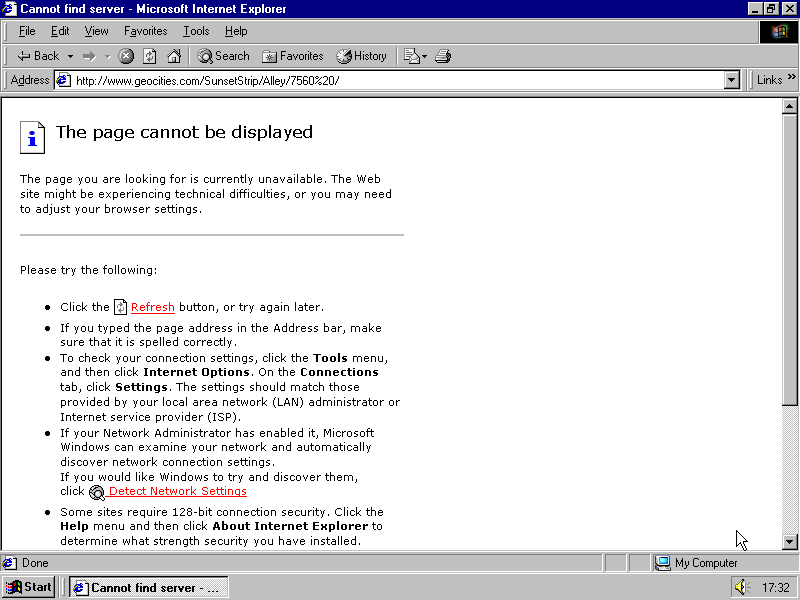 Cannot find server - Microsoft Internet Explorer
File Edit View Favorites Tools Help
Back Search Favorites History
Address http://www.geocities.com/SunsetStrip/Alley/7560%20/ Links »
The page cannot be displayed
The page you are looking for is currently unavailable. The Web
site might be experiencing technical difficulties, or you may need
to adjust your browser settings.
Please try the following:
• Click the Refresh button, or try again later.
• If you typed the page address in the Address bar, make
sure that it is spelled correctly.
• To check your connection settings, click the Tools menu,
and then click Internet Options. On the Connections
tab, click Settings. The settings should match those
provided by your local area network (LAN) administrator or
Internet service provider (ISP).
• If your Network Administrator has enabled it, Microsoft
Windows can examine your network and automatically
discover network connection settings.
If you would like Windows to try and discover them,
click Detect Network Settings
• Some sites require 128-bit connection security. Click the
Help menu and then click About Internet Explorer to
determine what strength security you have installed.
Done My Computer
Start Cannot find server - ... 17:32